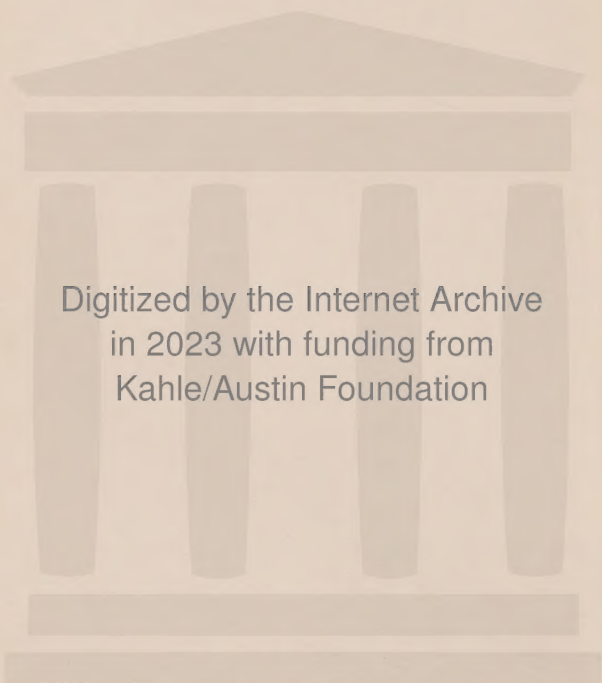 Digitized by the Internet Archive
in 2023 with funding from
Kahle/Austin Foundation